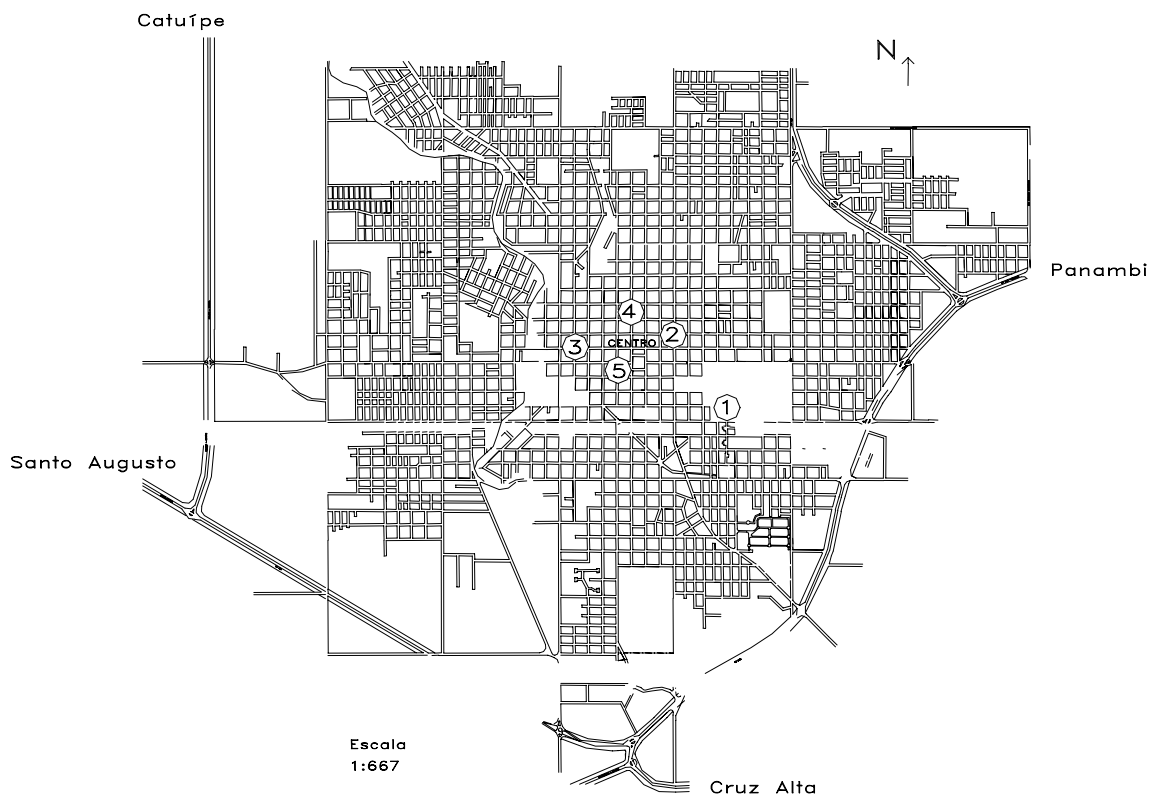 Catuípe
N
Panambi
4
2
CENTRO
3
5
1
Santo Augusto
Escala
1:667
Cruz Alta